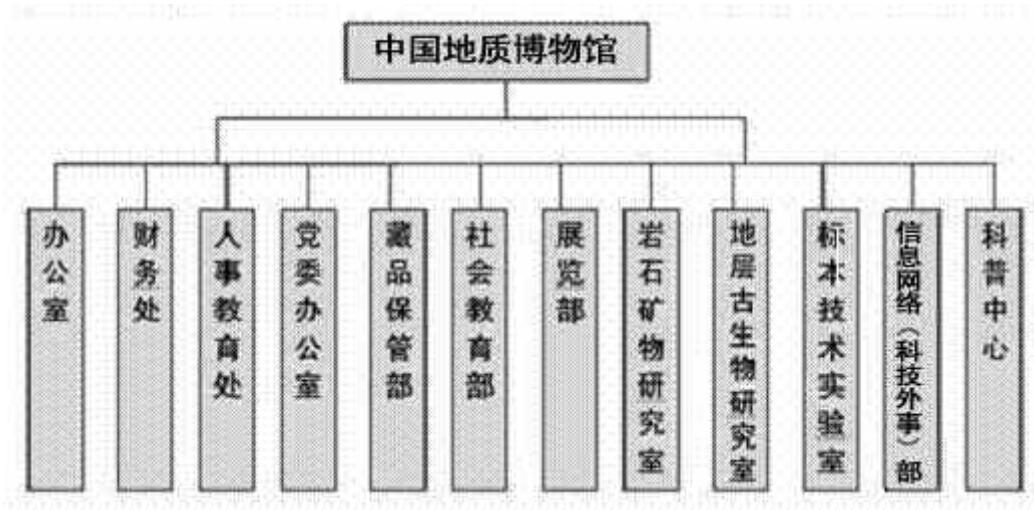 中国地质博物馆
办公室
财务处
人事教育处
党委办公室
藏品保管部
社会教育部
展览部
岩石矿物研究室
地层古生物研究室
标本技术实验室
信息网络（科技外事）部
科普中心